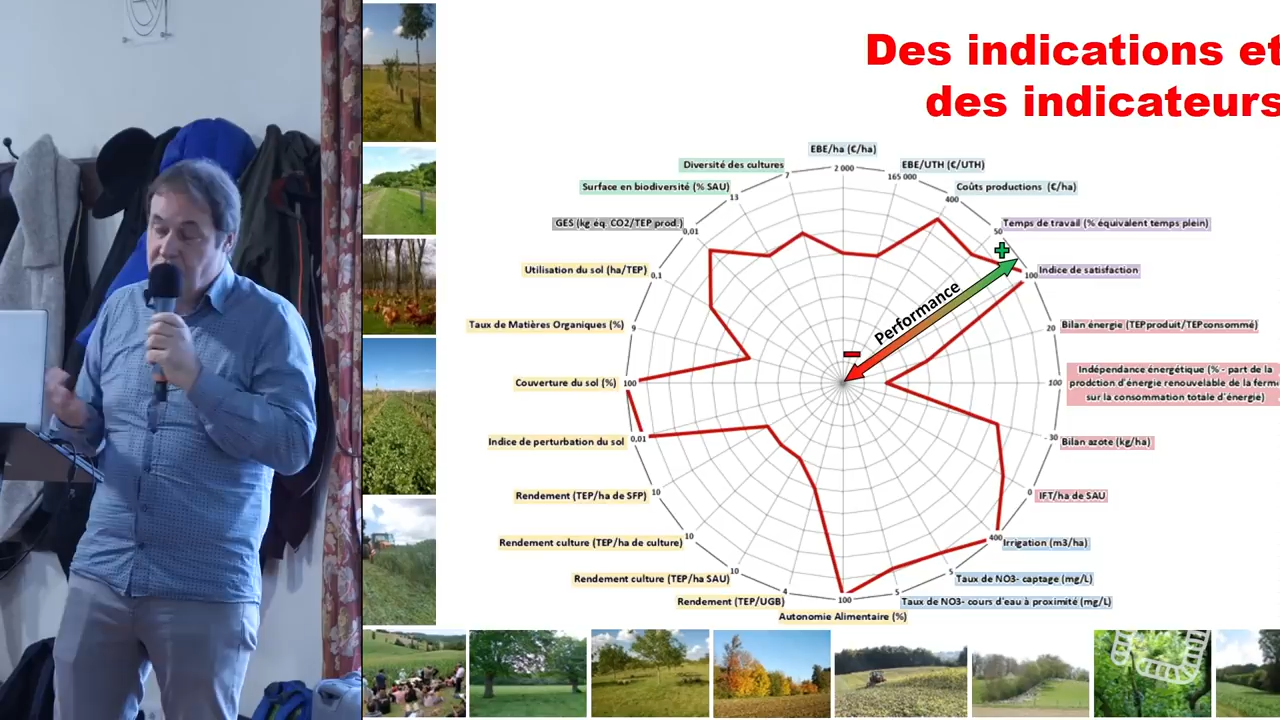 Des indications et
des indicateurs
EBE/ha (€/ha)
2 000
EBE/UTH (€/UTH)
165 000
Coûts productions (€/ha)
400
Temps de travail (% équivalent temps plein)
50
Indice de satisfaction
100
Bilan énergie (TEPproduit/TEPconsommé)
20
Indépendance énergétique (% - part de la
prodction d'énergie renouvelable de la ferme
sur la consommation totale d'énergie)
100
Bilan azote (kg/ha)
- 30
IFT/ha de SAU
0
Irrigation (m3/ha)
400
Taux de NO3- captage (mg/L)
5
Taux de NO3- cours d'eau à proximité (mg/L)
5
Autonomie Alimentaire (%)
100
Rendement (TEP/UGB)
4
Rendement culture (TEP/ha SAU)
10
Rendement culture (TEP/ha de culture)
10
Rendement (TEP/ha de SFP)
10
Indice de perturbation du sol
0,01
Couverture du sol (%)
100
Taux de Matières Organiques (%)
9
Utilisation du sol (ha/TEP)
0,1
GES (kg éq. CO2/TEP prod.)
0,01
Surface en biodiversité (% SAU)
13
Diversité des cultures
7
Performance
+
−